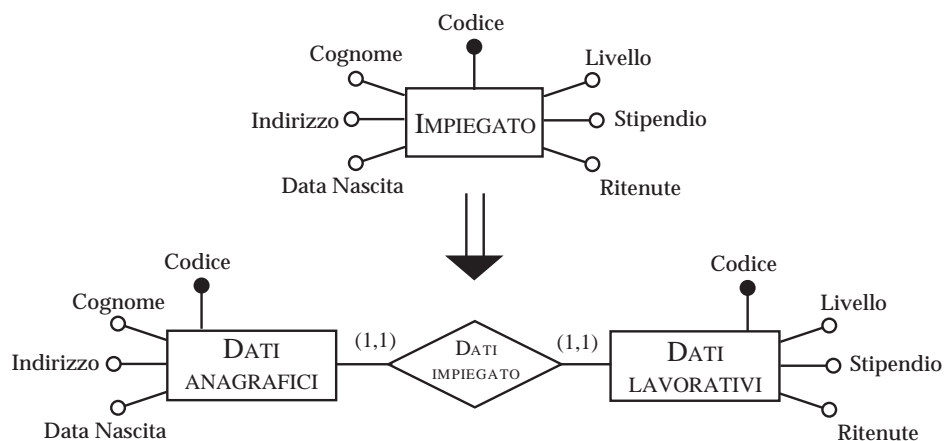 Codice
Cognome
Livello
Indirizzo
IMPIEGATO
Stipendio
Data Nascita
Ritenute
Codice
Codice
Cognome
Livello
(1,1)
(1,1)
Indirizzo
DATI
ANAGRAFICI
DATI
IMPIEGATO
DATI
LAVORATIVI
Stipendio
Data Nascita
Ritenute